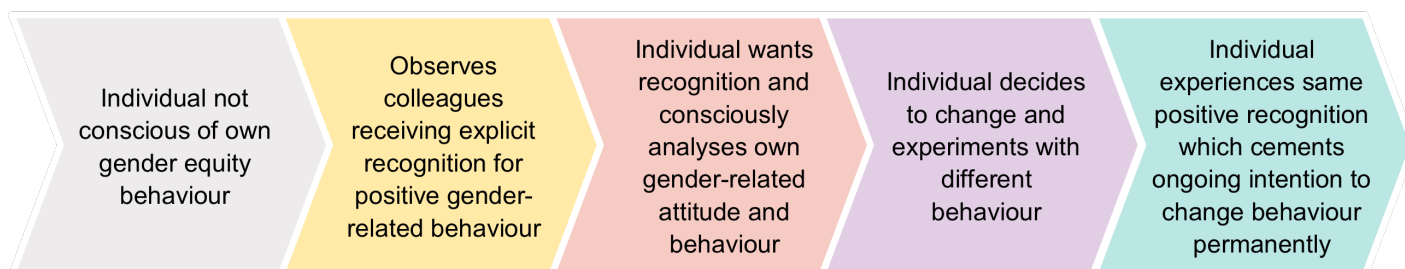 Individual not
conscious of own
gender equity
behaviour
Observes
colleagues
receiving explicit
recognition for
positive gender-
related behaviour
Individual wants
recognition and
consciously
analyses own
gender-related
attitude and
behaviour
Individual decides
to change and
experiments with
different
behaviour
Individual
experiences same
positive recognition
which cements
ongoing intention to
change behaviour
permanently